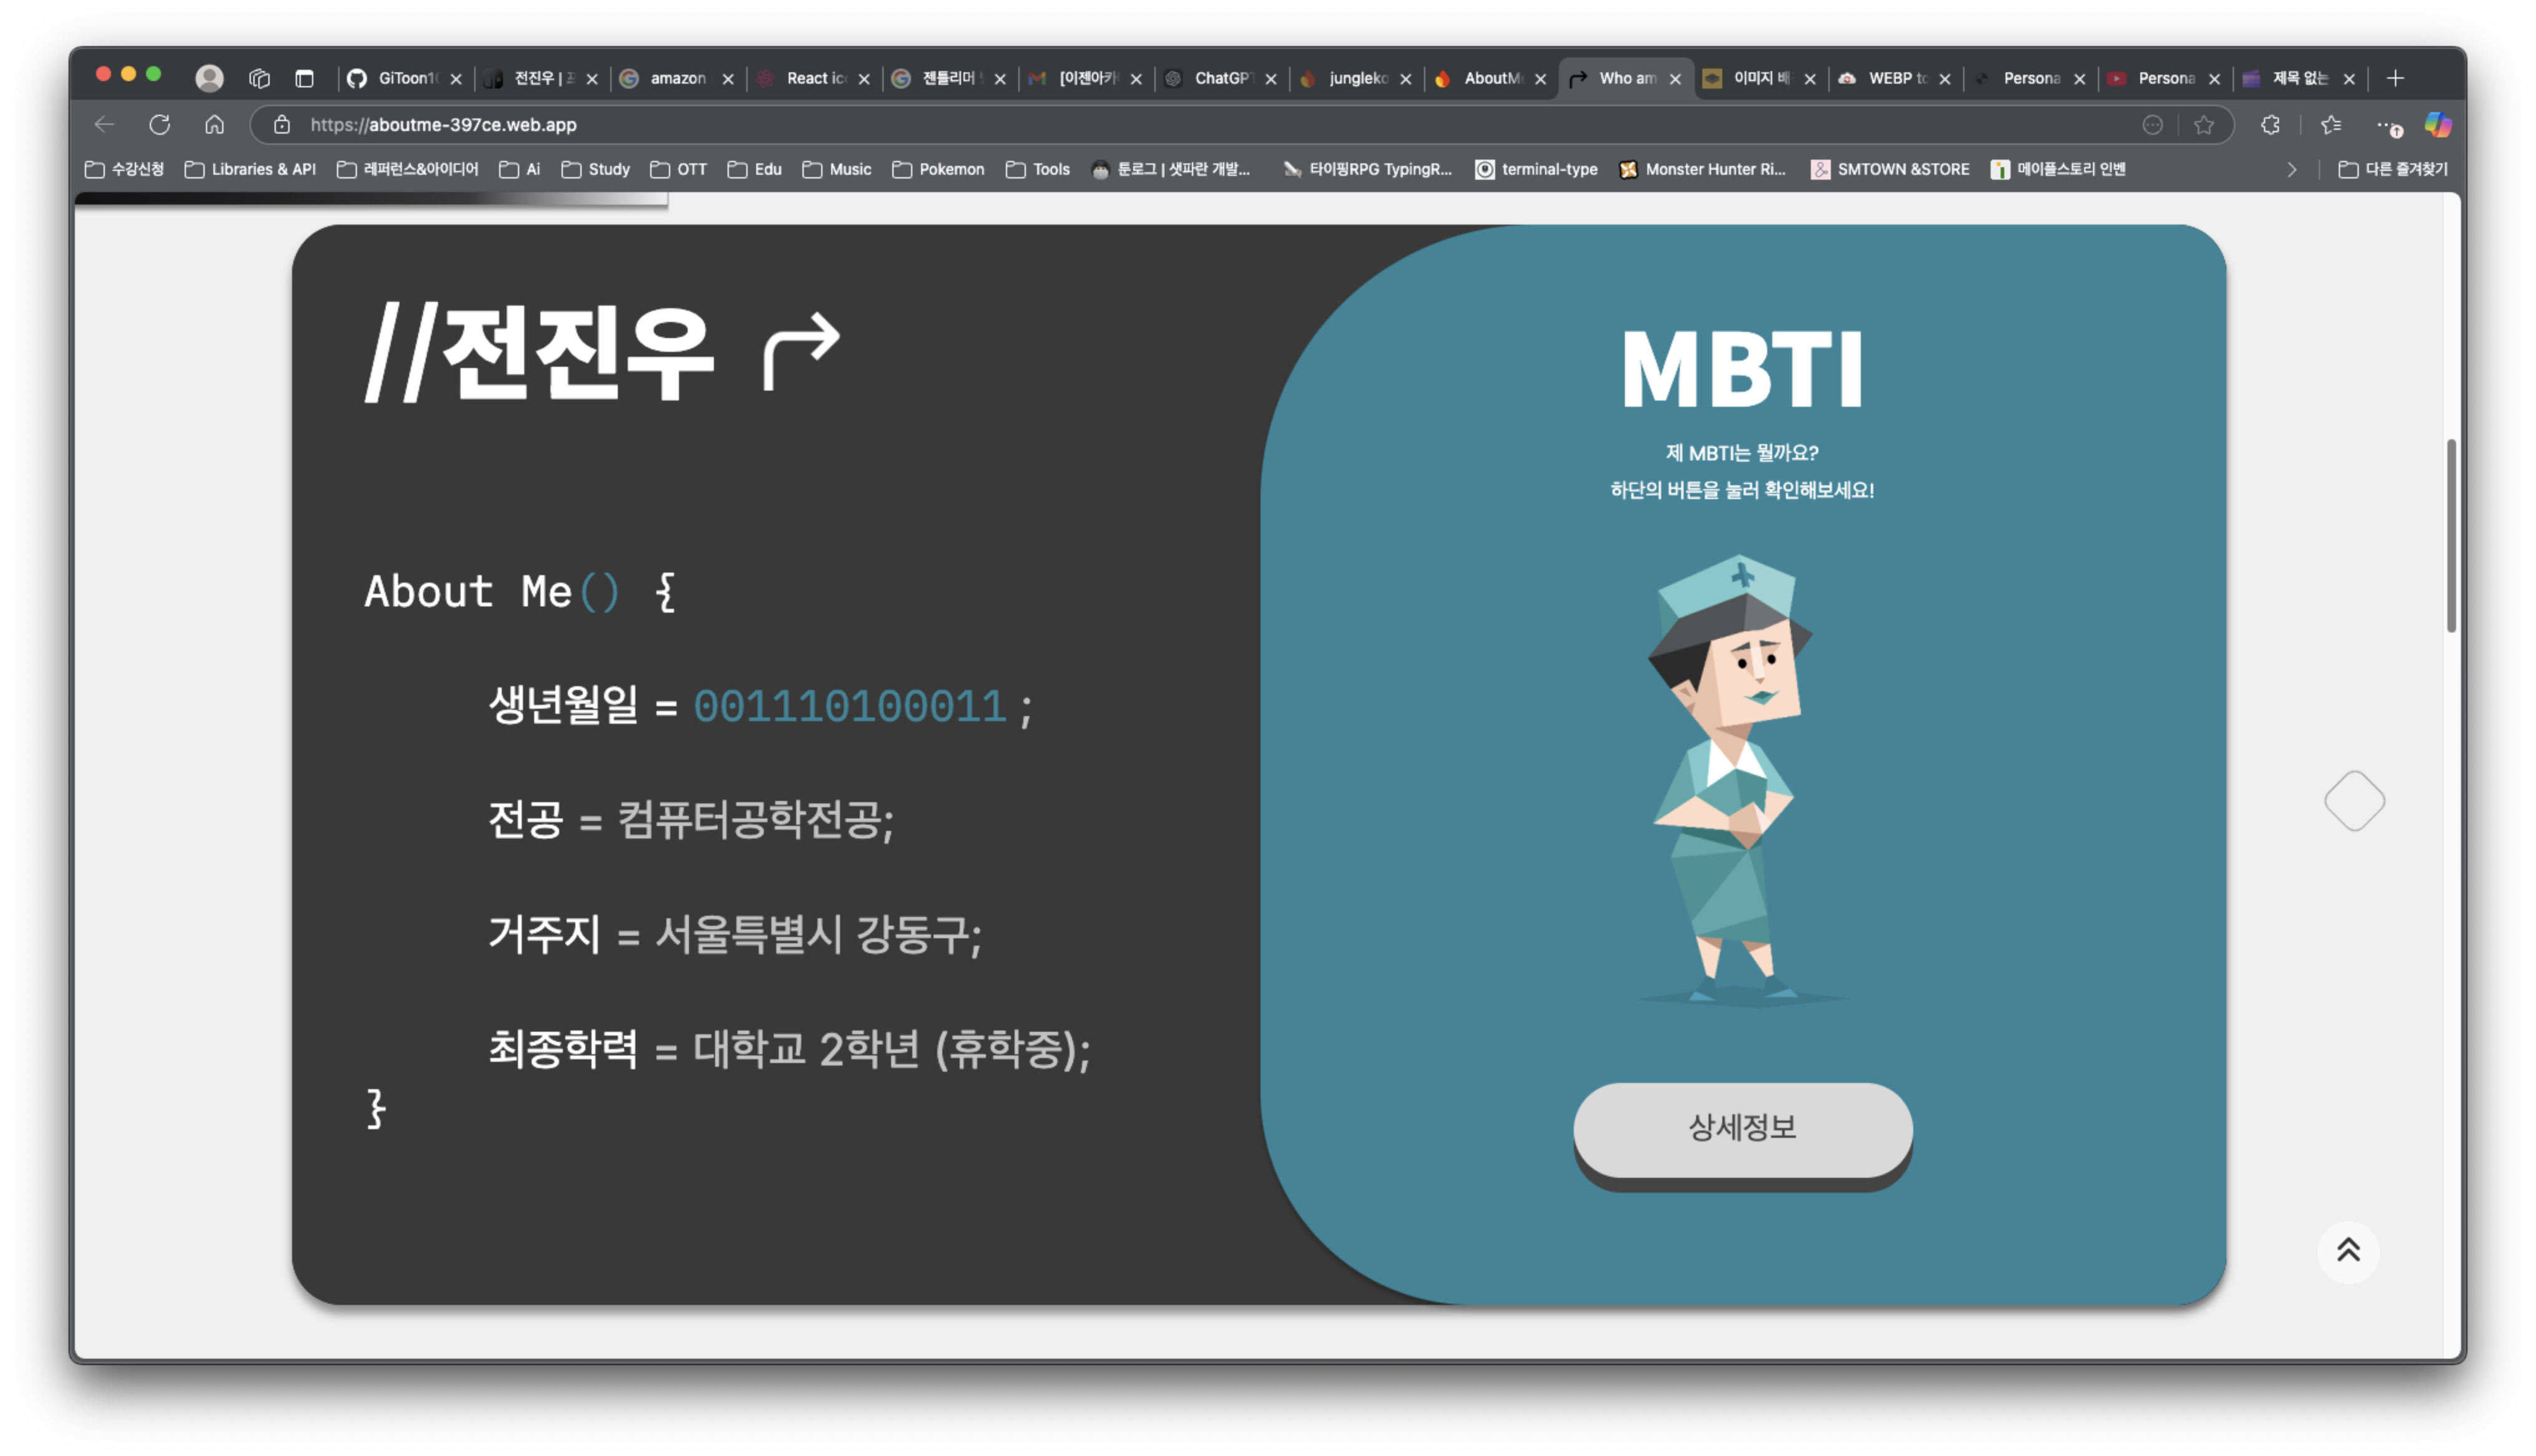 GiToon1
전진우 |
amazon
React ic
젠틀리머
[이젠아카
ChatGP
jungleko
AboutM
Who am
이미지 배
WEBP to
Persona
Persona
제목 없는
https://aboutme-397ce.web.app
수강신청
Libraries & API
레퍼런스&아이디어
Ai
Study
OTT
Edu
Music
Pokemon
Tools
툰로그 | 샛파란 개발...
타이핑RPG TypingR...
terminal-type
Monster Hunter Ri...
SMTOWN &STORE
메이플스토리 인벤
다른 즐겨찾기
//전진우
About Me() {
생년월일 = 001110100011 ;
전공 = 컴퓨터공학전공;
거주지 = 서울특별시 강동구;
최종학력 = 대학교 2학년 (휴학중);
}
MBTI
제 MBTI는 뭘까요?
하단의 버튼을 눌러 확인해보세요!
상세정보